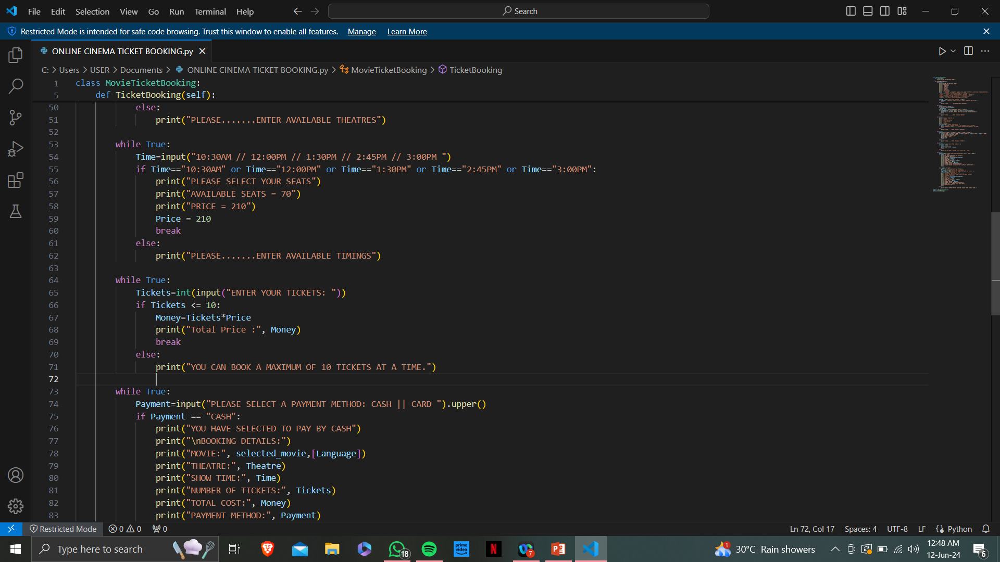 File Edit Selection View Go Run Terminal Help Search
Restricted Mode is intended for safe code browsing. Trust this window to enable all features. Manage Learn More
ONLINE CINEMA TICKET BOOKING.py
C: > Users > USER > Documents > ONLINE CINEMA TICKET BOOKING.py > MovieTicketBooking > TicketBooking
1 class MovieTicketBooking:
5 def TicketBooking(self):
50 else:
51 print("PLEASE.......ENTER AVAILABLE THEATRES")
52
53 while True:
54 Time=input("10:30AM // 12:00PM // 1:30PM // 2:45PM // 3:00PM ")
55 if Time=="10:30AM" or Time=="12:00PM" or Time=="1:30PM" or Time=="2:45PM" or Time=="3:00PM":
56 print("PLEASE SELECT YOUR SEATS")
57 print("AVAILABLE SEATS = 70")
58 print("PRICE = 210")
59 Price = 210
60 break
61 else:
62 print("PLEASE.......ENTER AVAILABLE TIMINGS")
63
64 while True:
65 Tickets=int(input("ENTER YOUR TICKETS: "))
66 if Tickets <= 10:
67 Money=Tickets*Price
68 print("Total Price :", Money)
69 break
70 else:
71 print("YOU CAN BOOK A MAXIMUM OF 10 TICKETS AT A TIME.")
72
73 while True:
74 Payment=input("PLEASE SELECT A PAYMENT METHOD: CASH || CARD ").upper()
75 if Payment == "CASH":
76 print("YOU HAVE SELECTED TO PAY BY CASH")
77 print("\nBOOKING DETAILS:")
78 print("MOVIE:", selected_movie,[Language])
79 print("THEATRE:", Theatre)
80 print("SHOW TIME:", Time)
81 print("NUMBER OF TICKETS:", Tickets)
82 print("TOTAL COST:", Money)
83 print("PAYMENT METHOD:", Payment)
Restricted Mode 0 0 0 Ln 72, Col 17 Spaces: 4 UTF-8 LF Python
Type here to search 18 prime video N 7 1 30°C Rain showers 12:48 AM
12-Jun-24 6